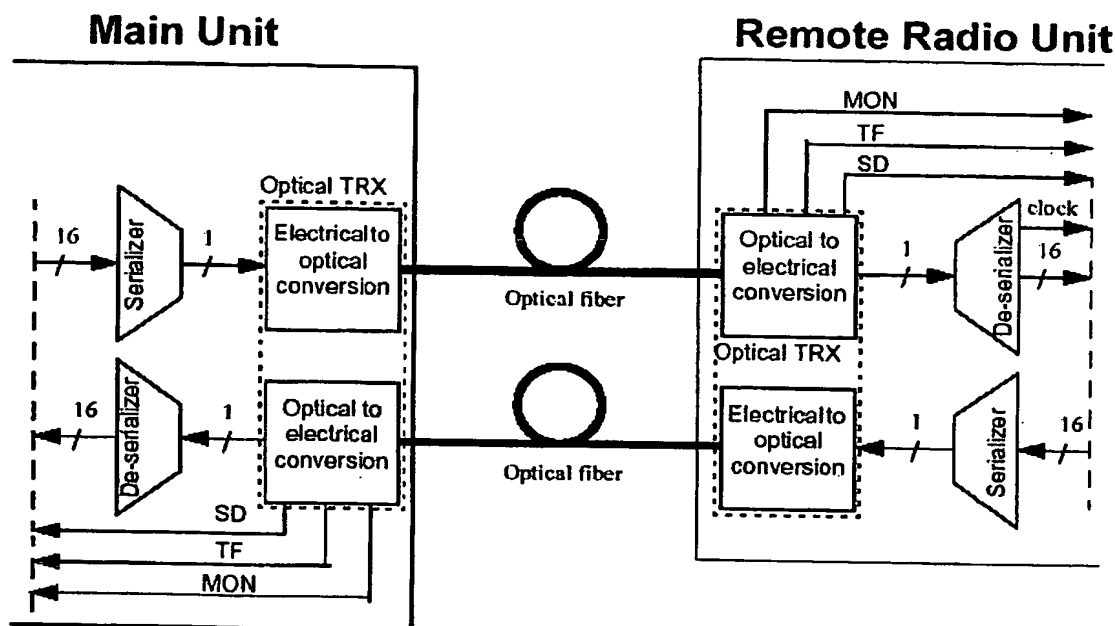 Main Unit
Remote Radio Unit
MON
TF
SD
Optical TRX
clock
16
Serializer
1
Electrical to
optical
conversion
Optical fiber
Optical to
electrical
conversion
1
De-serializer
16
Optical TRX
16
De-serializer
1
Optical to
electrical
conversion
Optical fiber
Electrical to
optical
conversion
1
Serializer
16
SD
TF
MON